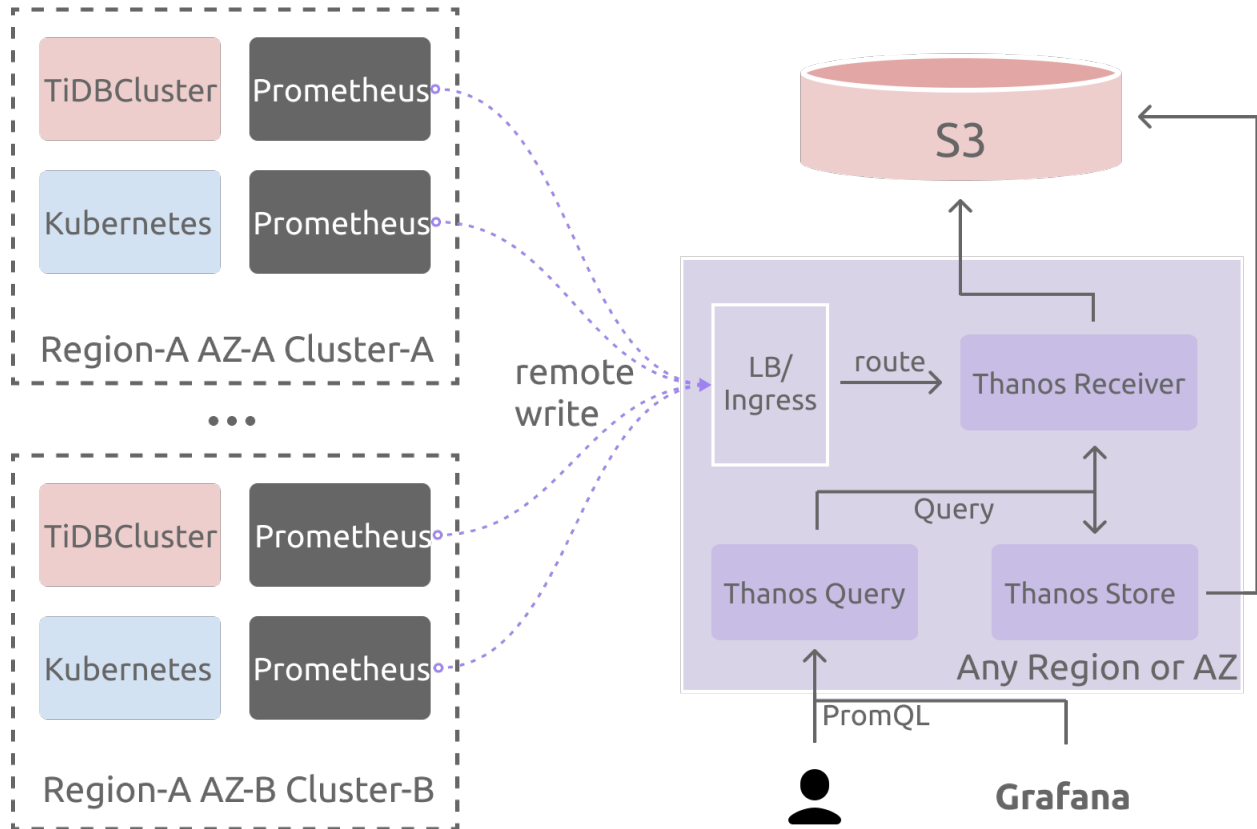 TiDBCluster
Prometheus
Kubernetes
Prometheus
Region-A AZ-A Cluster-A
...
TiDBCluster
Prometheus
Kubernetes
Prometheus
Region-A AZ-B Cluster-B
remote
write
S3
LB/
Ingress
route
Thanos Receiver
Query
Thanos Query
Thanos Store
Any Region or AZ
PromQL
Grafana